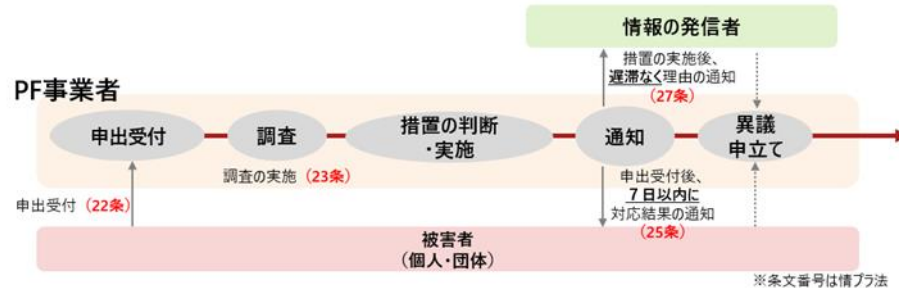 情報の発信者
措置の実施後、
遅滞なく理由の通知
（27条）
PF事業者
申出受付
調査
措置の判断
・実施
通知
異議
申立て
調査の実施（23条）
申出受付（22条）
申出受付後、
７日以内に
対応結果の通知
（25条）
被害者
（個人・団体）
※条文番号は情プラ法